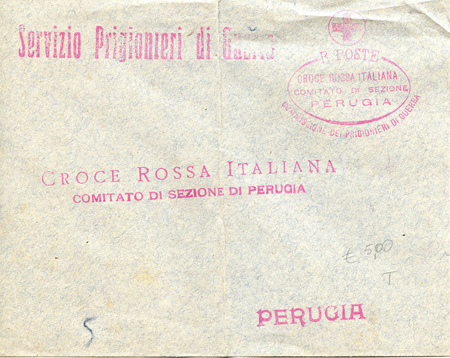 Servizio Prigionieri di Guerra
R. POSTE
CROCE ROSSA ITALIANA
COMITATO DI SEZIONE
PERUGIA
COMMISSIONE DEI PRIGIONIERI DI GUERRA
CROCE ROSSA ITALIANA
COMITATO DI SEZIONE DI PERUGIA
£ 5,00
T
5
PERUGIA